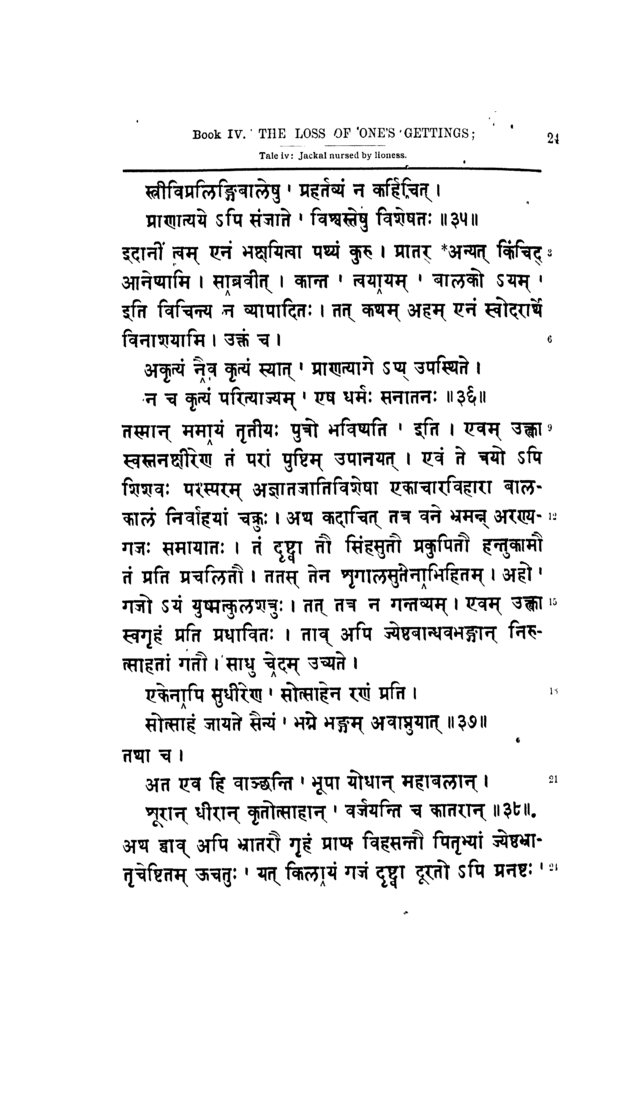 Book IV. THE LOSS OF ONE'S GETTINGS; 24
Tale iv: Jackal nursed by lioness.
स्त्रीविप्रलिङ्गिबालेषु ' प्रहर्तव्यं न कर्हिचित् ।
प्राणात्यये ऽपि संजाते ' विश्वस्तेषु विशेषतः ॥३५॥
इदानीं त्वम् एनं भक्षयित्वा पथ्यं कुरु । प्रातर् *अन्यत् किंचिद् 3
आनेष्यामि । साब्रवीत् । कान्त ' त्वयायम् ' बालको ऽयम् '
इति विचिन्त्य न व्यापादितः । तत् कथम् अहम् एनं स्वोदरार्थे
विनाशयामि । उक्तं च । 6
अकृत्यं नैव कृत्यं स्यात् ' प्राणत्यागे ऽप्य् उपस्थिते ।
न च कृत्यं परित्याज्यम् ' एष धर्मः सनातनः ॥३६॥
तस्मान् ममायं तृतीयः पुत्रो भविष्यति ' इति । एवम् उक्त्वा 9
स्वस्तनक्षीरेण तं परां पुष्टिम् उपानयत् । एवं ते त्रयो ऽपि
शिशवः परस्परम् अज्ञातजातिविशेषा एकाचारविहारा बाल-
कालं निर्वाहयां चक्रुः । अथ कदाचित् तत्र वने भ्रमन्न् अरण्य- 12
गजः समायातः । तं दृष्ट्वा तौ सिंहसुतौ प्रकुपितौ हन्तुकामौ
तं प्रति प्रचलितौ । ततस् तेन शृगालसुतेनाभिहितम् । अहो '
गजो ऽयं युष्मत्कुलशत्रुः । तत् तत्र न गन्तव्यम् । एवम् उक्त्वा 15
स्वगृहं प्रति प्रधावितः । ताव् अपि ज्येष्ठबान्धवभङ्गान् निरु-
त्साहतां गतौ । साधु चेदम् उच्यते ।
एकेनापि सुधीरेण ' सोत्साहेन रणं प्रति । 18
सोत्साहं जायते सैन्यं ' भग्ने भङ्गम् अवाप्नुयात् ॥३७॥
तथा च ।
अत एव हि वाञ्छन्ति ' भूपा योधान् महाबलान् । 21
शूरान् धीरान् कृतोत्साहान् ' वर्जयन्ति च कातरान् ॥३८॥
अथ द्वाव् अपि भ्रातरौ गृहं प्राप्य विहसन्तौ पितृभ्यां ज्येष्ठभ्रा-
तृचेष्टितम् ऊचतुः ' यत् किलायं गजं दृष्ट्वा दूरतो ऽपि प्रनष्टः ' 24